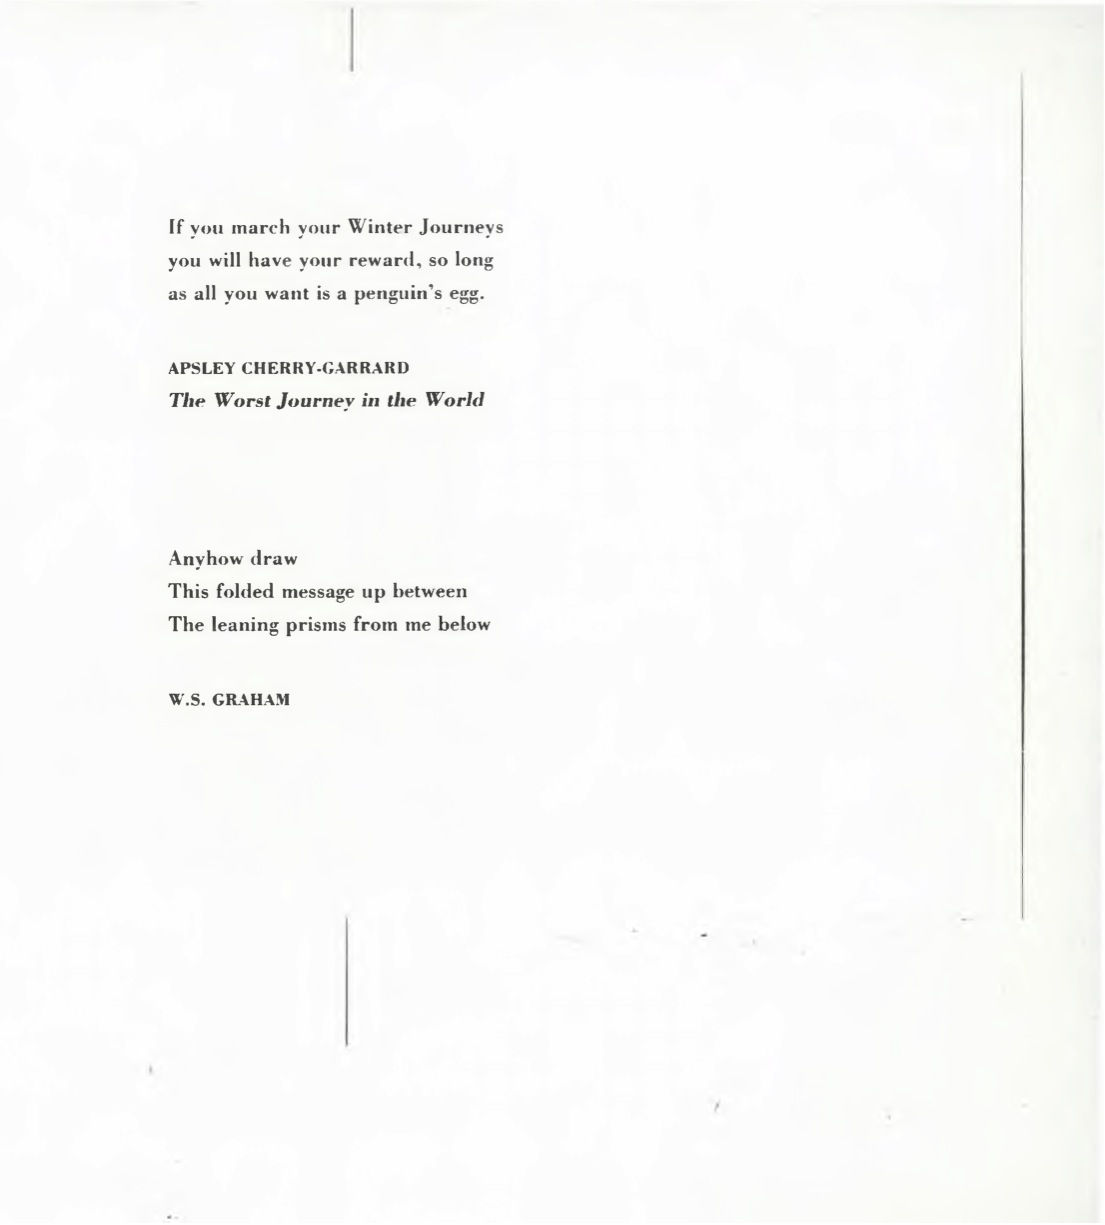 If you march your Winter Journeys
you will have your reward, so long
as all you want is a penguin's egg.
APSLEY CHERRY-GARRARD
The Worst Journey in the World
Anyhow draw
This folded message up between
The leaning prisms from me below
W.S. GRAHAM